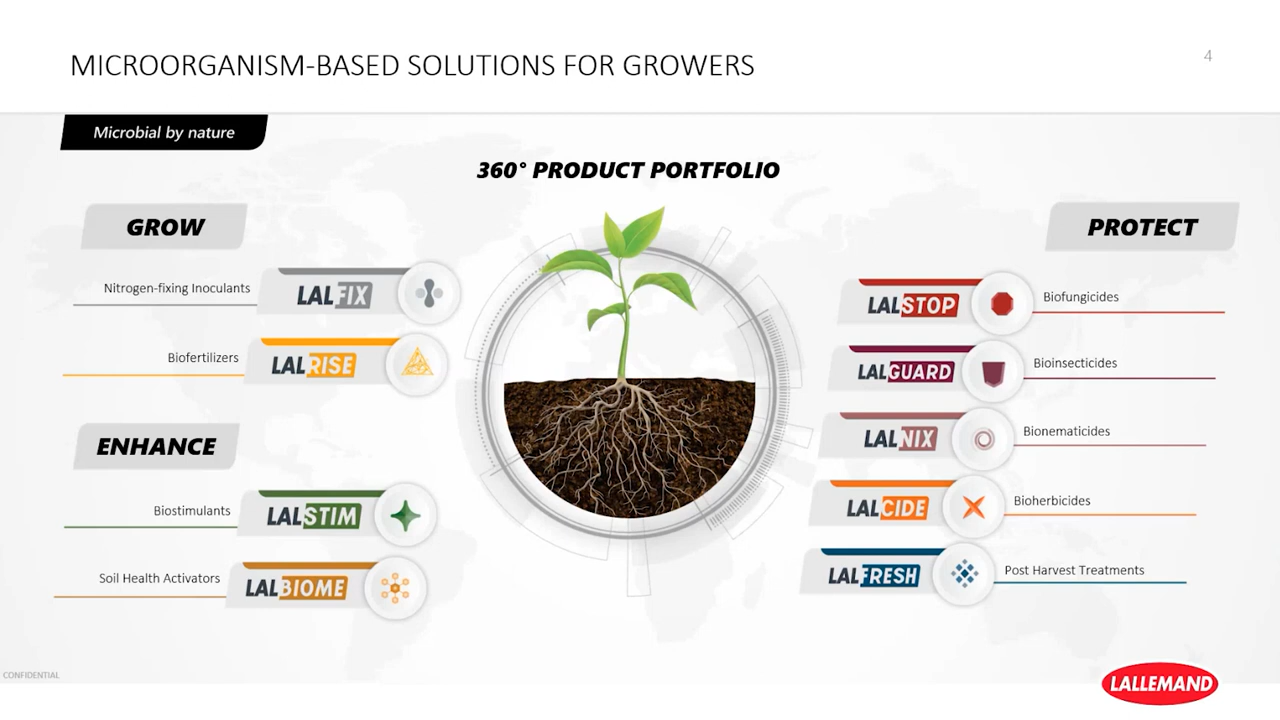 MICROORGANISM-BASED SOLUTIONS FOR GROWERS
4
Microbial by nature
360° PRODUCT PORTFOLIO
GROW
Nitrogen-fixing Inoculants
LALFIX
Biofertilizers
LALRISE
ENHANCE
Biostimulants
LALSTIM
Soil Health Activators
LALBIOME
PROTECT
LALSTOP
Biofungicides
LALGUARD
Bioinsecticides
LALNIX
Bionematicides
LALCIDE
Bioherbicides
LALFRESH
Post Harvest Treatments
CONFIDENTIAL
LALLEMAND